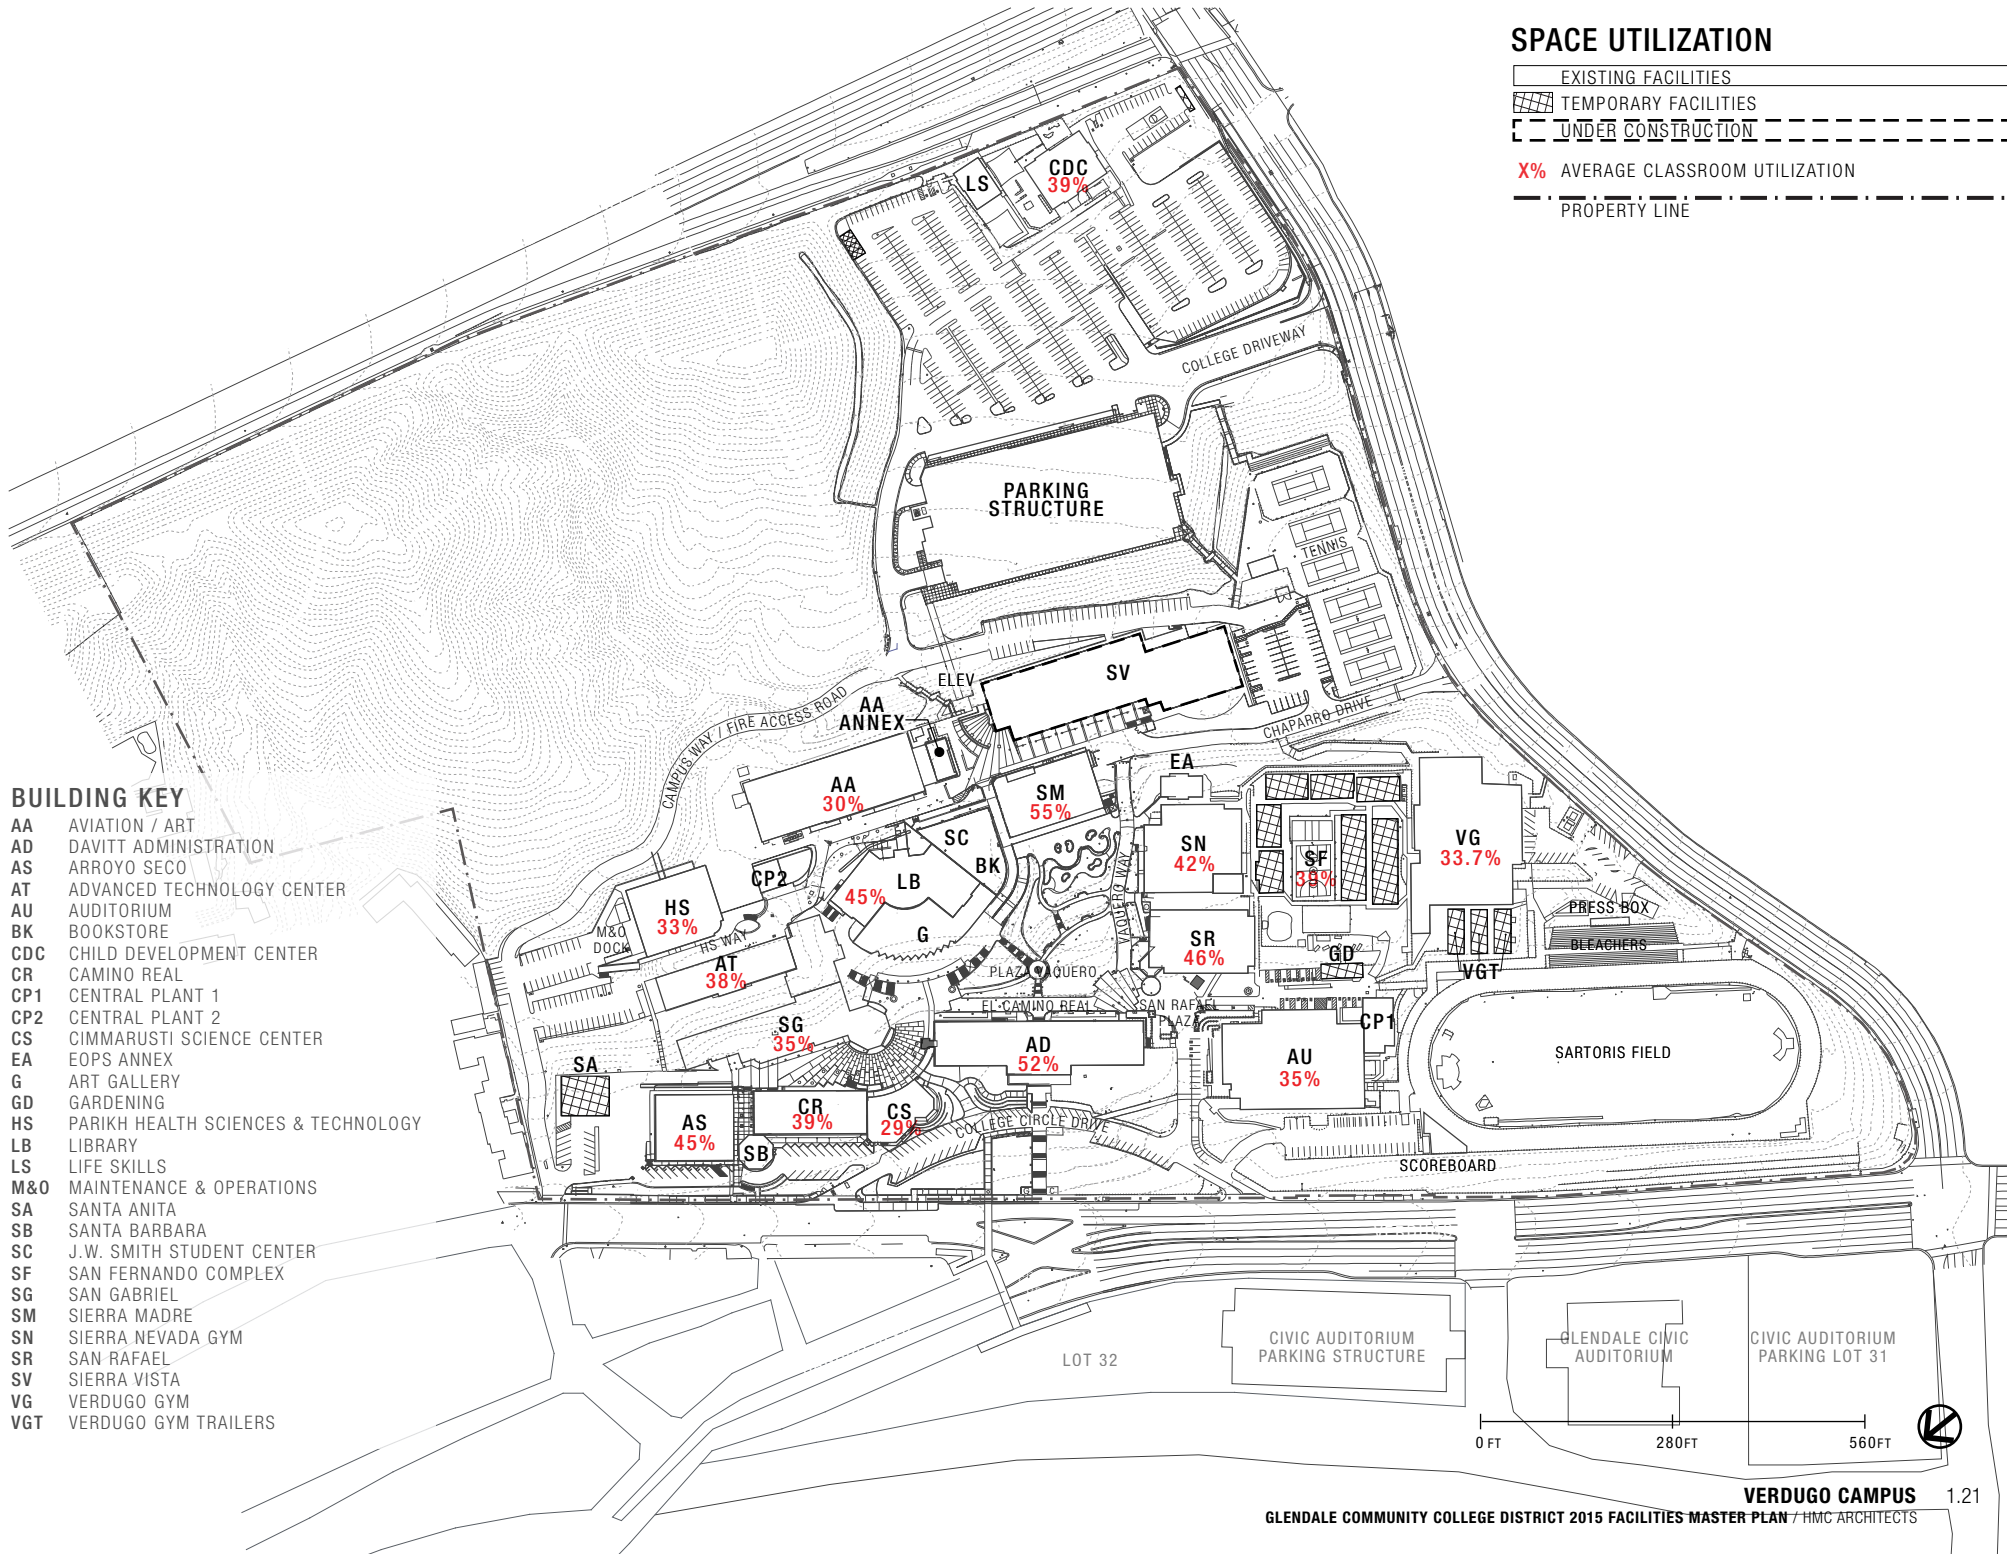 SPACE UTILIZATION
EXISTING FACILITIES
TEMPORARY FACILITIES
UNDER CONSTRUCTION
X% AVERAGE CLASSROOM UTILIZATION
PROPERTY LINE
LS
CDC
39%
COLLEGE DRIVEWAY
PARKING
STRUCTURE
TENNIS
SV
ELEV
CAMPUS WAY / FIRE ACCESS ROAD
AA
ANNEX
CHAPARRO DRIVE
EA
AA
30%
SM
55%
SC
BK
SN
42%
SF
39%
VG
33.7%
VAQUERO WAY
CP2
LB
45%
G
HS
33%
M&O
DOCK
HS WAY
AT
38%
SR
46%
GD
VGT
PRESS BOX
BLEACHERS
PLAZA VAQUERO
EL CAMINO REAL
SAN RAFAEL
PLAZA
CP1
SG
35%
AD
52%
AU
35%
SARTORIS FIELD
SA
AS
45%
CR
39%
CS
29%
SB
COLLEGE CIRCLE DRIVE
SCOREBOARD
BUILDING KEY
AA AVIATION / ART
AD DAVITT ADMINISTRATION
AS ARROYO SECO
AT ADVANCED TECHNOLOGY CENTER
AU AUDITORIUM
BK BOOKSTORE
CDC CHILD DEVELOPMENT CENTER
CR CAMINO REAL
CP1 CENTRAL PLANT 1
CP2 CENTRAL PLANT 2
CS CIMMARUSTI SCIENCE CENTER
EA EOPS ANNEX
G ART GALLERY
GD GARDENING
HS PARIKH HEALTH SCIENCES & TECHNOLOGY
LB LIBRARY
LS LIFE SKILLS
M&O MAINTENANCE & OPERATIONS
SA SANTA ANITA
SB SANTA BARBARA
SC J.W. SMITH STUDENT CENTER
SF SAN FERNANDO COMPLEX
SG SAN GABRIEL
SM SIERRA MADRE
SN SIERRA NEVADA GYM
SR SAN RAFAEL
SV SIERRA VISTA
VG VERDUGO GYM
VGT VERDUGO GYM TRAILERS
LOT 32
CIVIC AUDITORIUM
PARKING STRUCTURE
GLENDALE CIVIC
AUDITORIUM
CIVIC AUDITORIUM
PARKING LOT 31
0 FT 280FT 560FT
VERDUGO CAMPUS 1.21
GLENDALE COMMUNITY COLLEGE DISTRICT 2015 FACILITIES MASTER PLAN / HMC ARCHITECTS